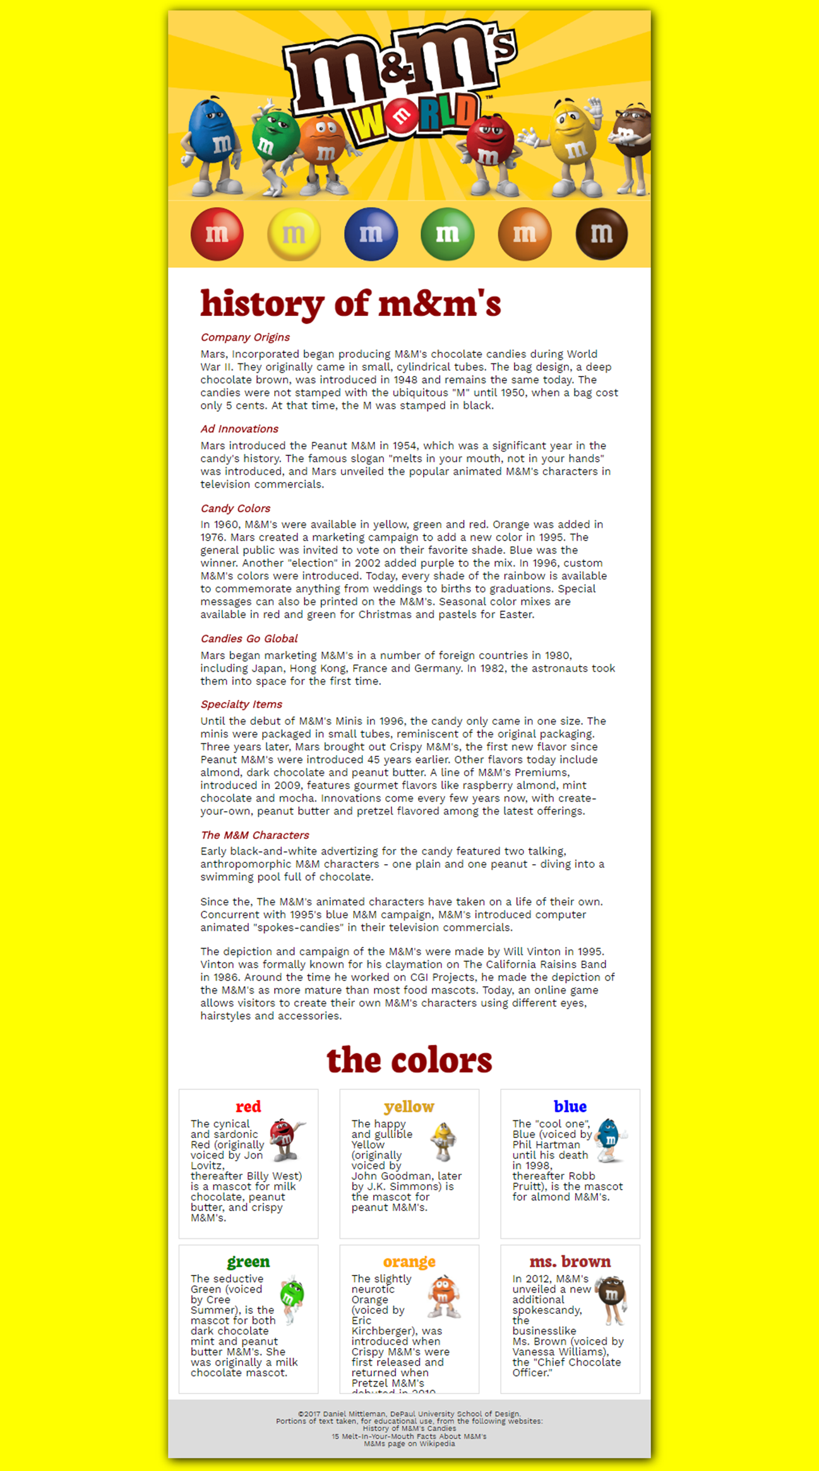 m&m's
WORLD™
m m m m m m
m m m m m m
history of m&m's
Company Origins
Mars, Incorporated began producing M&M's chocolate candies during World
War II. They originally came in small, cylindrical tubes. The bag design, a deep
chocolate brown, was introduced in 1948 and remains the same today. The
candies were not stamped with the ubiquitous "M" until 1950, when a bag cost
only 5 cents. At that time, the M was stamped in black.
Ad Innovations
Mars introduced the Peanut M&M in 1954, which was a significant year in the
candy's history. The famous slogan "melts in your mouth, not in your hands"
was introduced, and Mars unveiled the popular animated M&M's characters in
television commercials.
Candy Colors
In 1960, M&M's were available in yellow, green and red. Orange was added in
1976. Mars created a marketing campaign to add a new color in 1995. The
general public was invited to vote on their favorite shade. Blue was the
winner. Another "election" in 2002 added purple to the mix. In 1996, custom
M&M's colors were introduced. Today, every shade of the rainbow is available
to commemorate anything from weddings to births to graduations. Special
messages can also be printed on the M&M's. Seasonal color mixes are
available in red and green for Christmas and pastels for Easter.
Candies Go Global
Mars began marketing M&M's in a number of foreign countries in 1980,
including Japan, Hong Kong, France and Germany. In 1982, the astronauts took
them into space for the first time.
Specialty Items
Until the debut of M&M's Minis in 1996, the candy only came in one size. The
minis were packaged in small tubes, reminiscent of the original packaging.
Three years later, Mars brought out Crispy M&M's, the first new flavor since
Peanut M&M's were introduced 45 years earlier. Other flavors today include
almond, dark chocolate and peanut butter. A line of M&M's Premiums,
introduced in 2009, features gourmet flavors like raspberry almond, mint
chocolate and mocha. Innovations come every few years now, with create-
your-own, peanut butter and pretzel flavored among the latest offerings.
The M&M Characters
Early black-and-white advertizing for the candy featured two talking,
anthropomorphic M&M characters - one plain and one peanut - diving into a
swimming pool full of chocolate.
Since the, The M&M's animated characters have taken on a life of their own.
Concurrent with 1995's blue M&M campaign, M&M's introduced computer
animated "spokes-candies" in their television commercials.
The depiction and campaign of the M&M's were made by Will Vinton in 1995.
Vinton was formally known for his claymation on The California Raisins Band
in 1986. Around the time he worked on CGI Projects, he made the depiction of
the M&M's as more mature than most food mascots. Today, an online game
allows visitors to create their own M&M's characters using different eyes,
hairstyles and accessories.
the colors
red
The cynical
and sardonic
Red (originally
voiced by Jon
Lovitz,
thereafter Billy West)
is a mascot for milk
chocolate, peanut
butter, and crispy
M&M's.
yellow
The happy
and gullible
Yellow
(originally
voiced by
John Goodman, later
by J.K. Simmons) is
the mascot for
peanut M&M's.
blue
The "cool one",
Blue (voiced by
Phil Hartman
until his death
in 1998,
thereafter Robb
Pruitt), is the mascot
for almond M&M's.
green
The seductive
Green (voiced
by Cree
Summer), is the
mascot for both
dark chocolate
mint and peanut
butter M&M's. She
was originally a milk
chocolate mascot.
orange
The slightly
neurotic
Orange
(voiced by
Eric
Kirchberger), was
introduced when
Crispy M&M's were
first released and
returned when
Pretzel M&M's
debuted in 2010
ms. brown
In 2012, M&M's
unveiled a new
additional
spokescandy,
the
businesslike
Ms. Brown (voiced by
Vanessa Williams),
the "Chief Chocolate
Officer."
©2017 Daniel Mittleman, DePaul University School of Design.
Portions of text taken, for educational use, from the following websites:
History of M&M's Candies
15 Melt-In-Your-Mouth Facts About M&M's
M&Ms page on Wikipedia